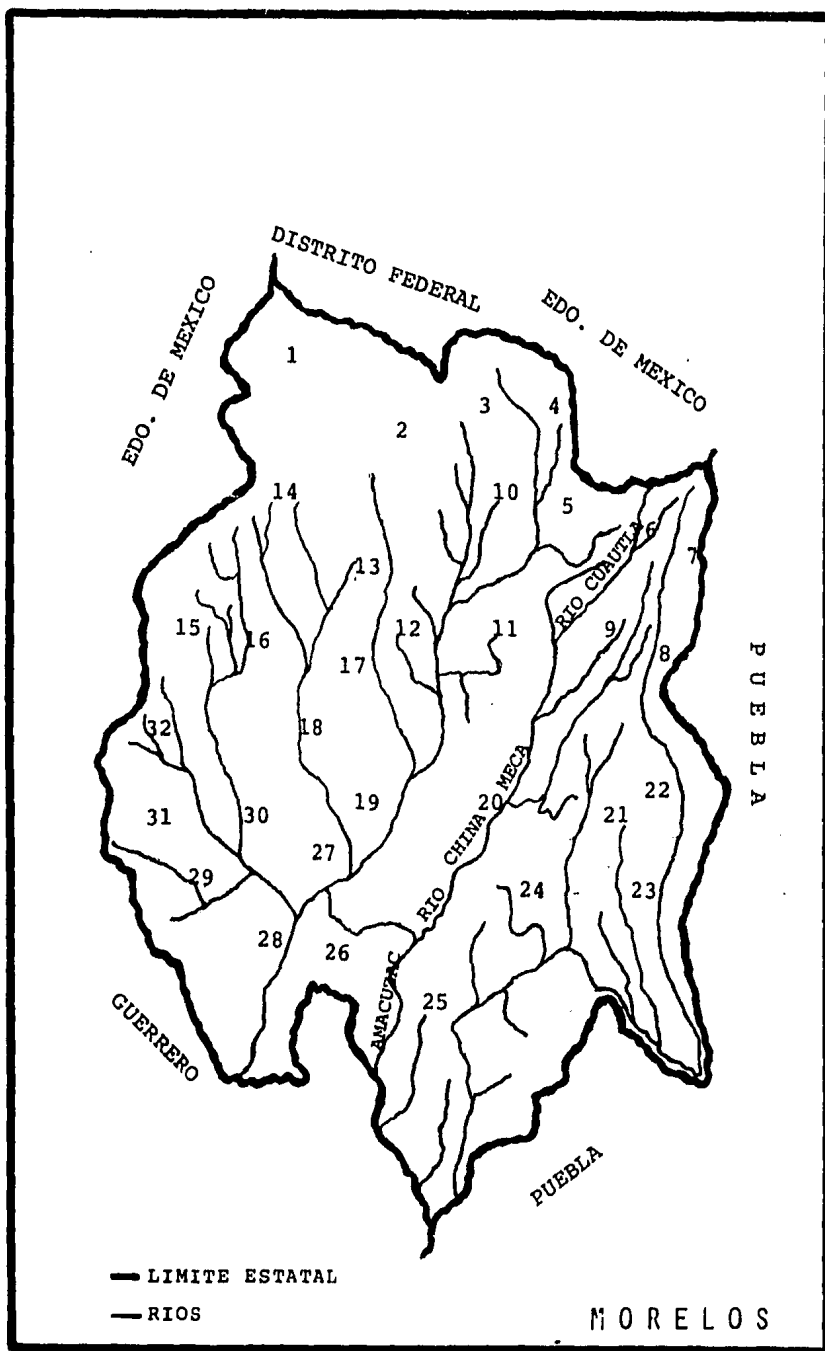 DISTRITO FEDERAL
EDO. DE MEXICO
EDO. DE MEXICO
1
2
3
4
5
6
7
8
9
10
11
12
13
14
15
16
17
18
19
20
21
22
23
24
25
26
27
28
29
30
31
32
RIO CUAUTLA
RIO CHINA MECA
AMACUZAC
PUEBLA
GUERRERO
PUEBLA
LIMITE ESTATAL
RIOS
MORELOS